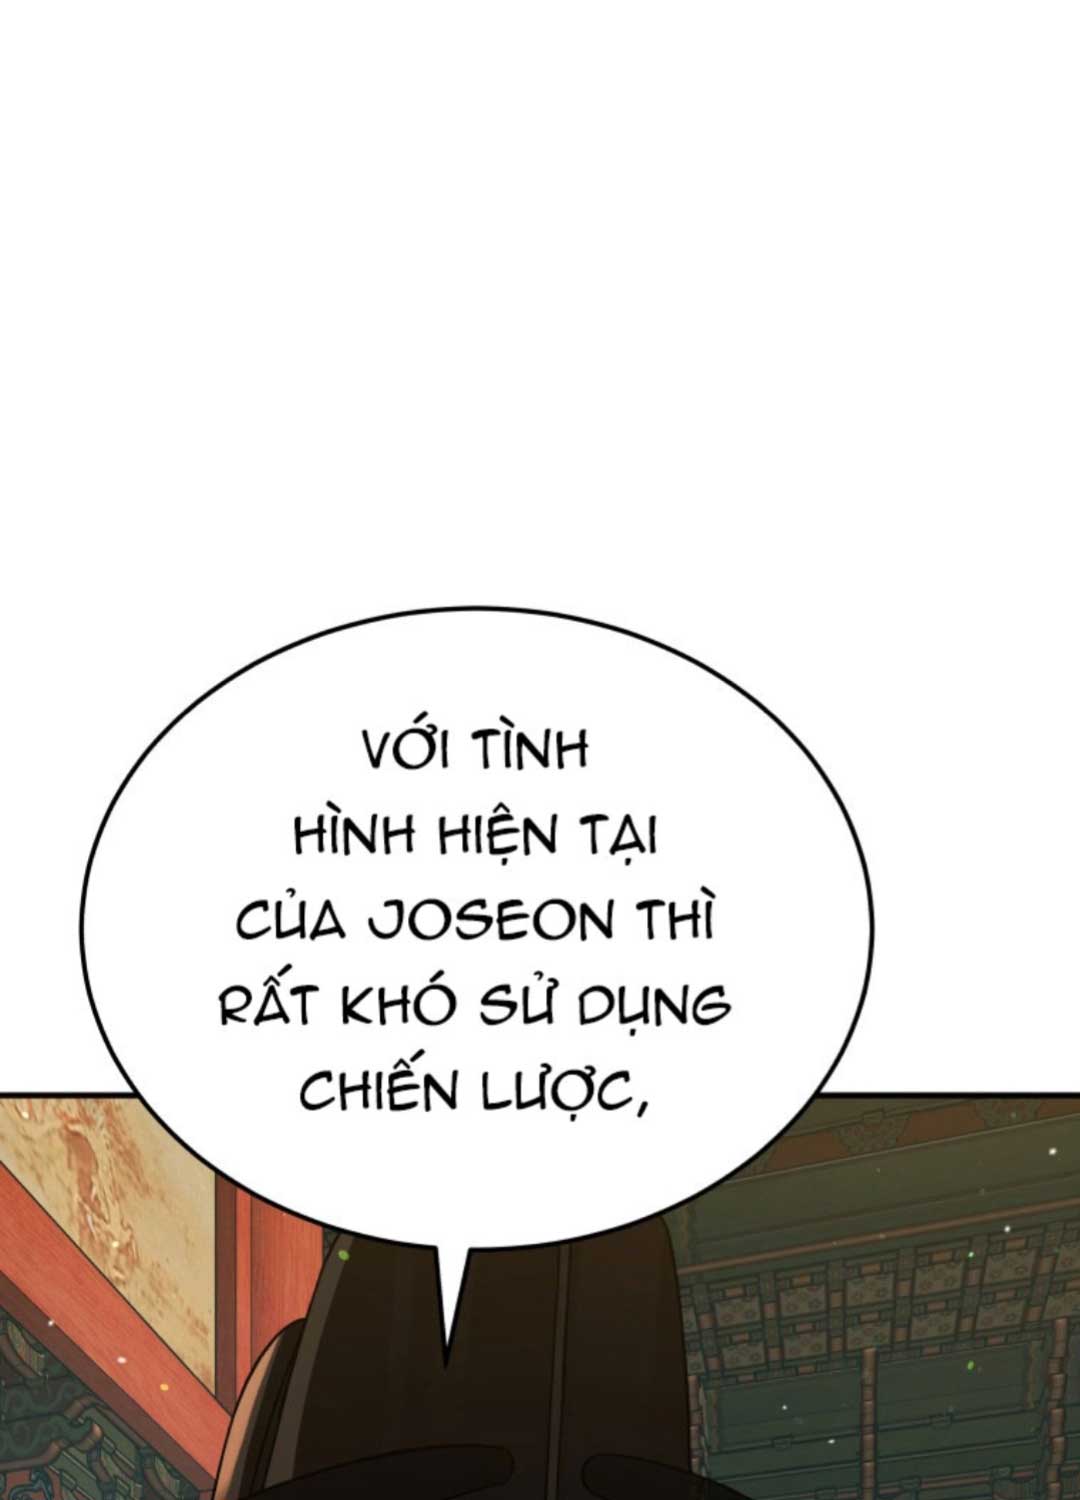 VỚI TÌNH
HÌNH HIỆN TẠI
CỦA JOSEON THÌ
RẤT KHÓ SỬ DỤNG
CHIẾN LƯỢC,